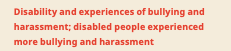 Disability and experiences of bullying and
harassment; disabled people experienced
more bullying and harassment